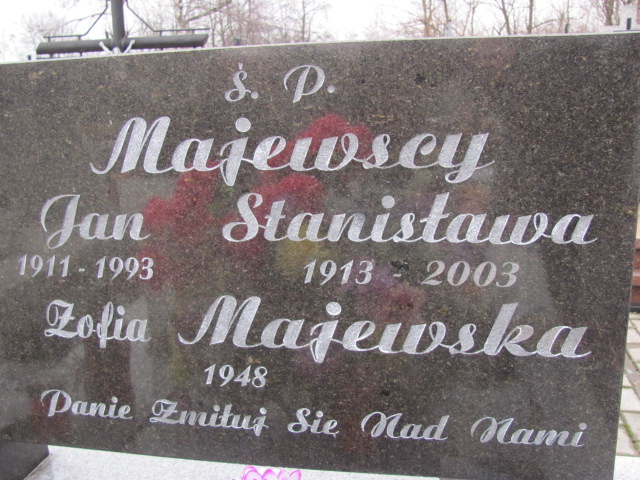 Ś. P.
Majewscy
Jan Stanisława
1911 - 1993 1913 - 2003
Zofia Majewska
1948
Panie Zmiłuj Się Nad Nami